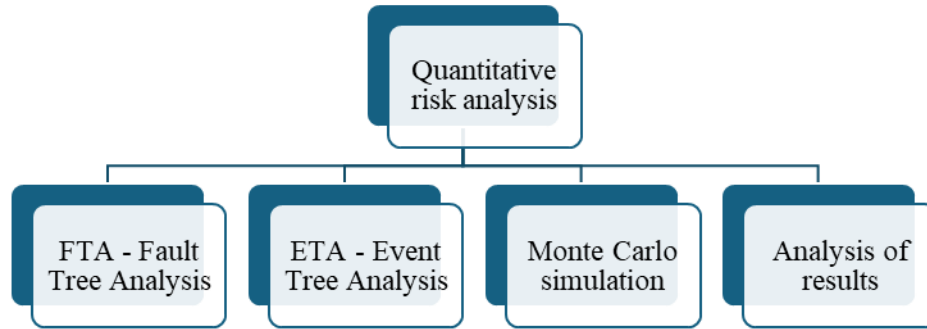 Quantitative
risk analysis
FTA - Fault
Tree Analysis
ETA - Event
Tree Analysis
Monte Carlo
simulation
Analysis of
results